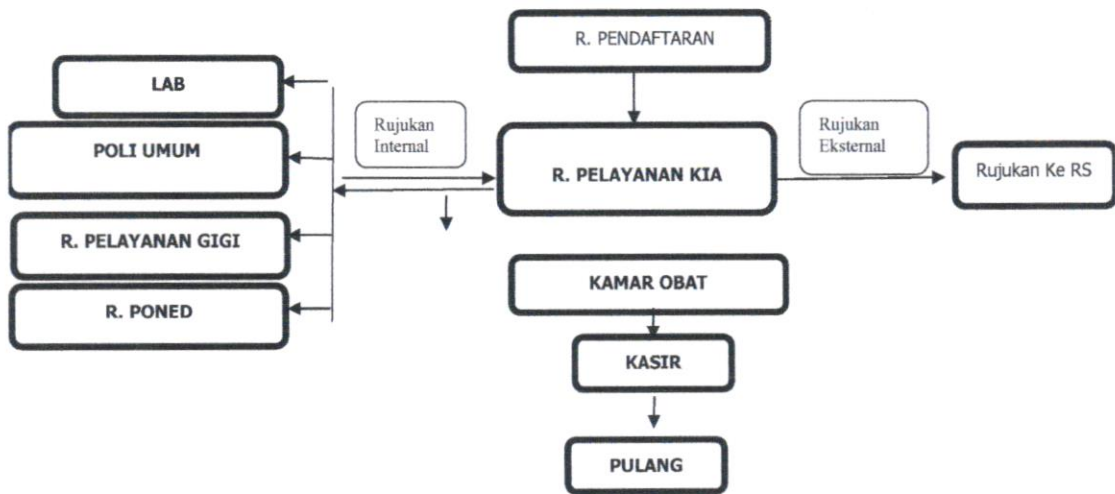 R. PENDAFTARAN
LAB
POLI UMUM
Rujukan
Internal
R. PELAYANAN KIA
Rujukan
Eksternal
Rujukan Ke RS
R. PELAYANAN GIGI
R. PONED
KAMAR OBAT
KASIR
PULANG